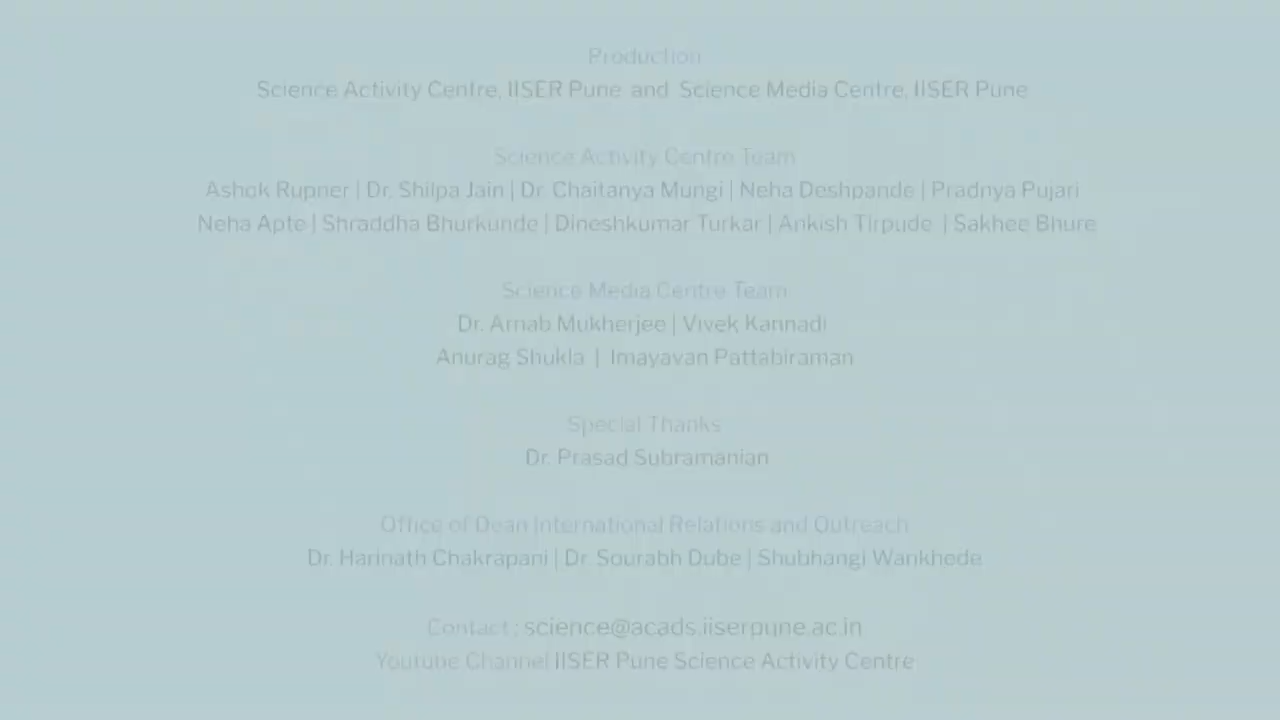 Production
Science Activity Centre, IISER Pune and Science Media Centre, IISER Pune
Science Activity Centre Team
Ashok Rupner | Dr. Shilpa Jain | Dr. Chaitanya Mungi | Neha Deshpande | Pradnya Pujari
Neha Apte | Shraddha Bhurkunde | Dineshkumar Turkar | Ankish Tirpude | Sakhee Bhure
Science Media Centre Team
Dr. Arnab Mukherjee | Vivek Kannadi
Anurag Shukla | Imayavan Pattabiraman
Special Thanks
Dr. Prasad Subramanian
Office of Dean International Relations and Outreach
Dr. Harinath Chakrapani | Dr. Sourabh Dube | Shubhangi Wankhede
Contact : science@acads.iiserpune.ac.in
Youtube Channel IISER Pune Science Activity Centre